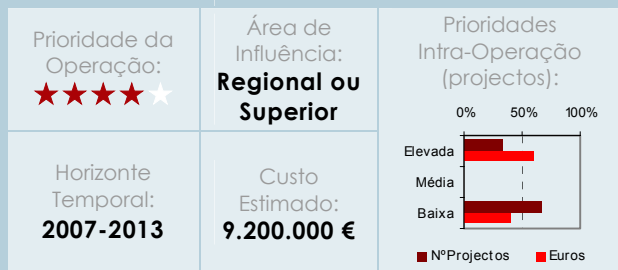 Prioridade da
Operação:
Área de
Influência:
Regional ou
Superior
Prioridades
Intra-Operação
(projectos):
0% 50% 100%
Elevada
Média
Baixa
NºProjectos Euros
Horizonte
Temporal:
2007-2013
Custo
Estimado:
9.200.000 €